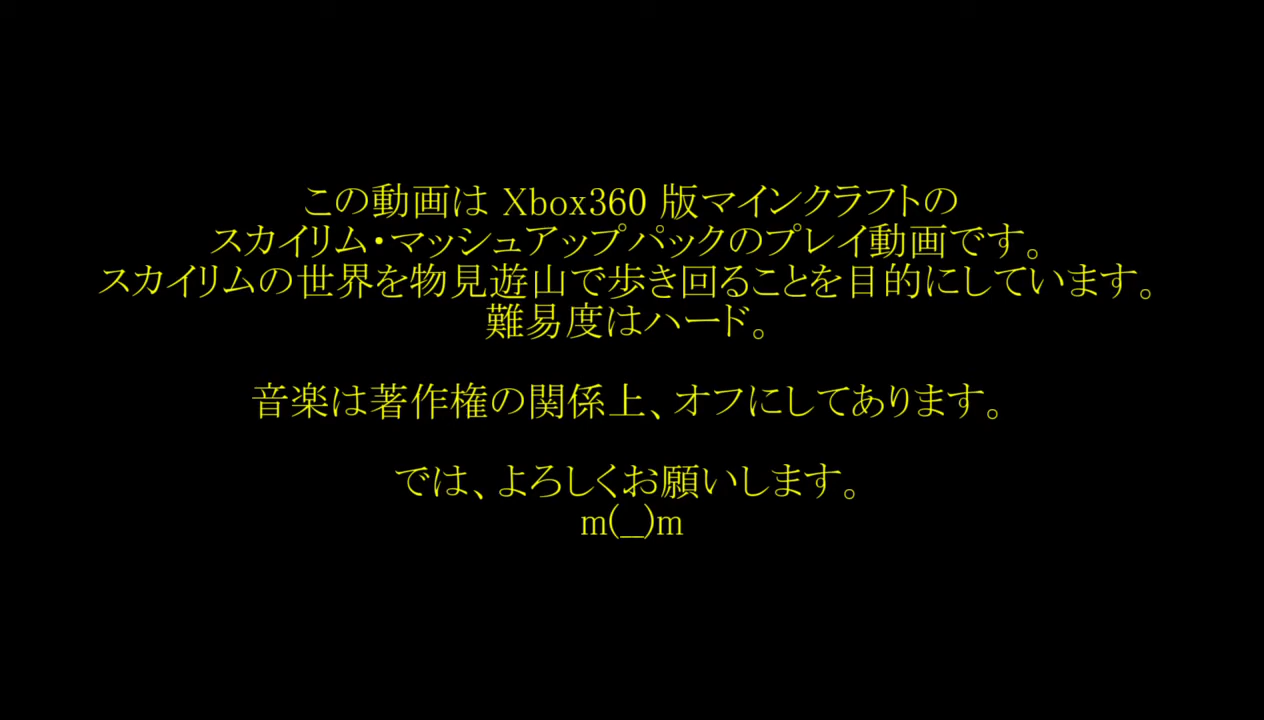 この動画は Xbox360 版マインクラフトの
スカイリム・マッシュアップパックのプレイ動画です。
スカイリムの世界を物見遊山で歩き回ることを目的にしています。
難易度はハード。
音楽は著作権の関係上、オフにしてあります。
では、よろしくお願いします。
m(__)m